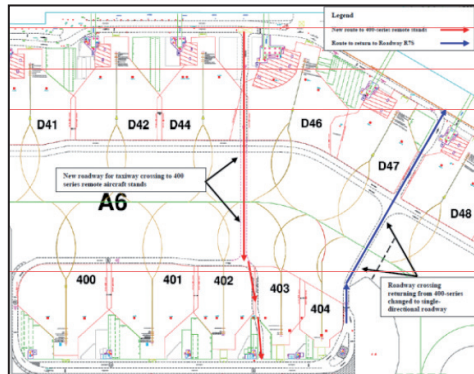 Legend
New route to 400-series remote stands
Route to return to Roadway R70
D41
D42
D44
D46
D47
D48
New roadway for taxiway crossing to 400
series remote aircraft stands
A6
400
401
402
403
404
Roadway crossing
returning from 400-series
changed to single-
directional roadway